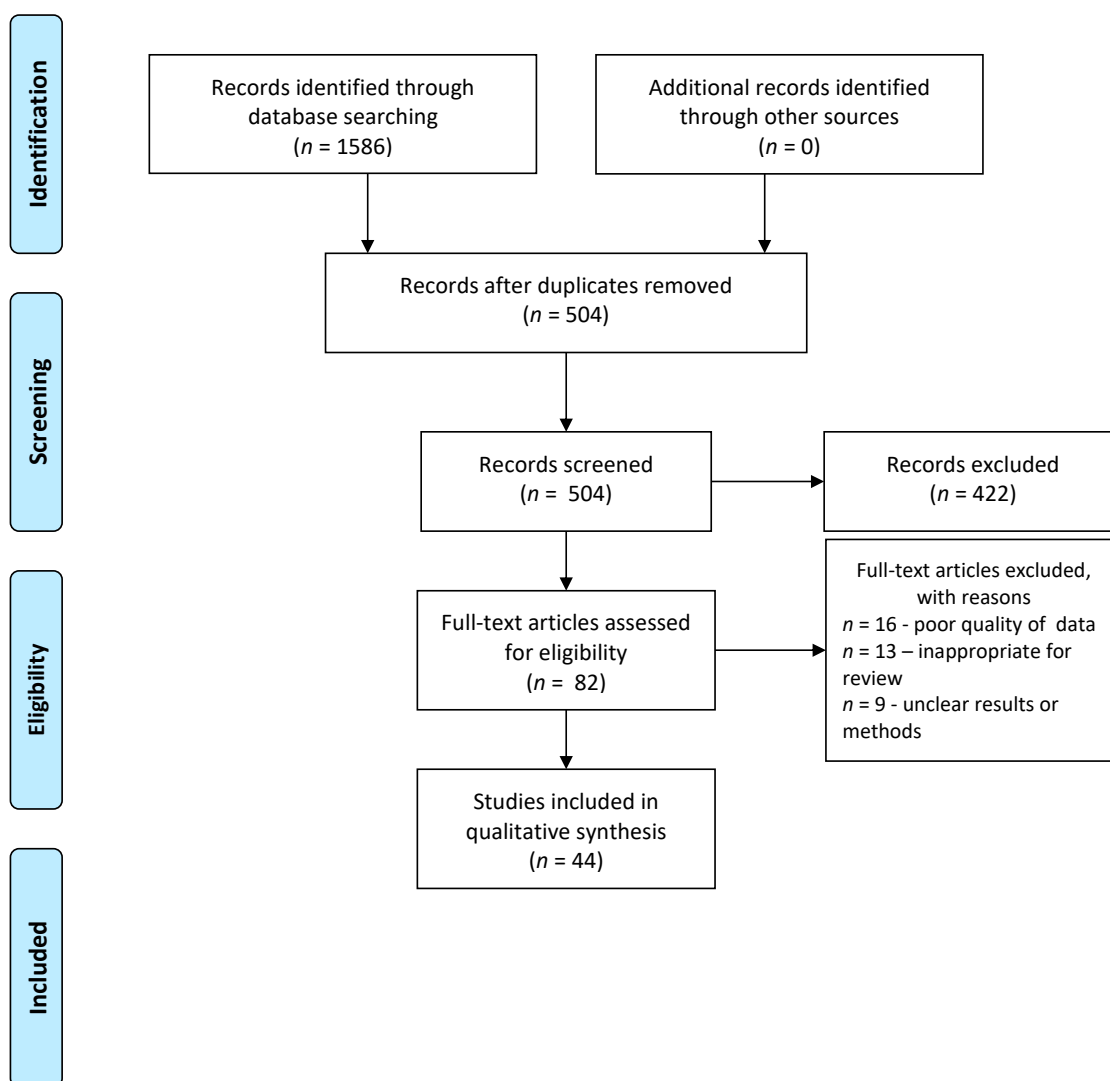 Identification
Records identified through
database searching
(n = 1586)
Additional records identified
through other sources
(n = 0)
Records after duplicates removed
(n = 504)
Screening
Records screened
(n =  504)
Records excluded
(n = 422)
Eligibility
Full-text articles assessed
for eligibility
(n =  82)
Full-text articles excluded,
with reasons
n = 16 - poor quality of  data
n = 13 – inappropriate for
review
n = 9 - unclear results or
methods
Studies included in
qualitative synthesis
(n = 44)
Included